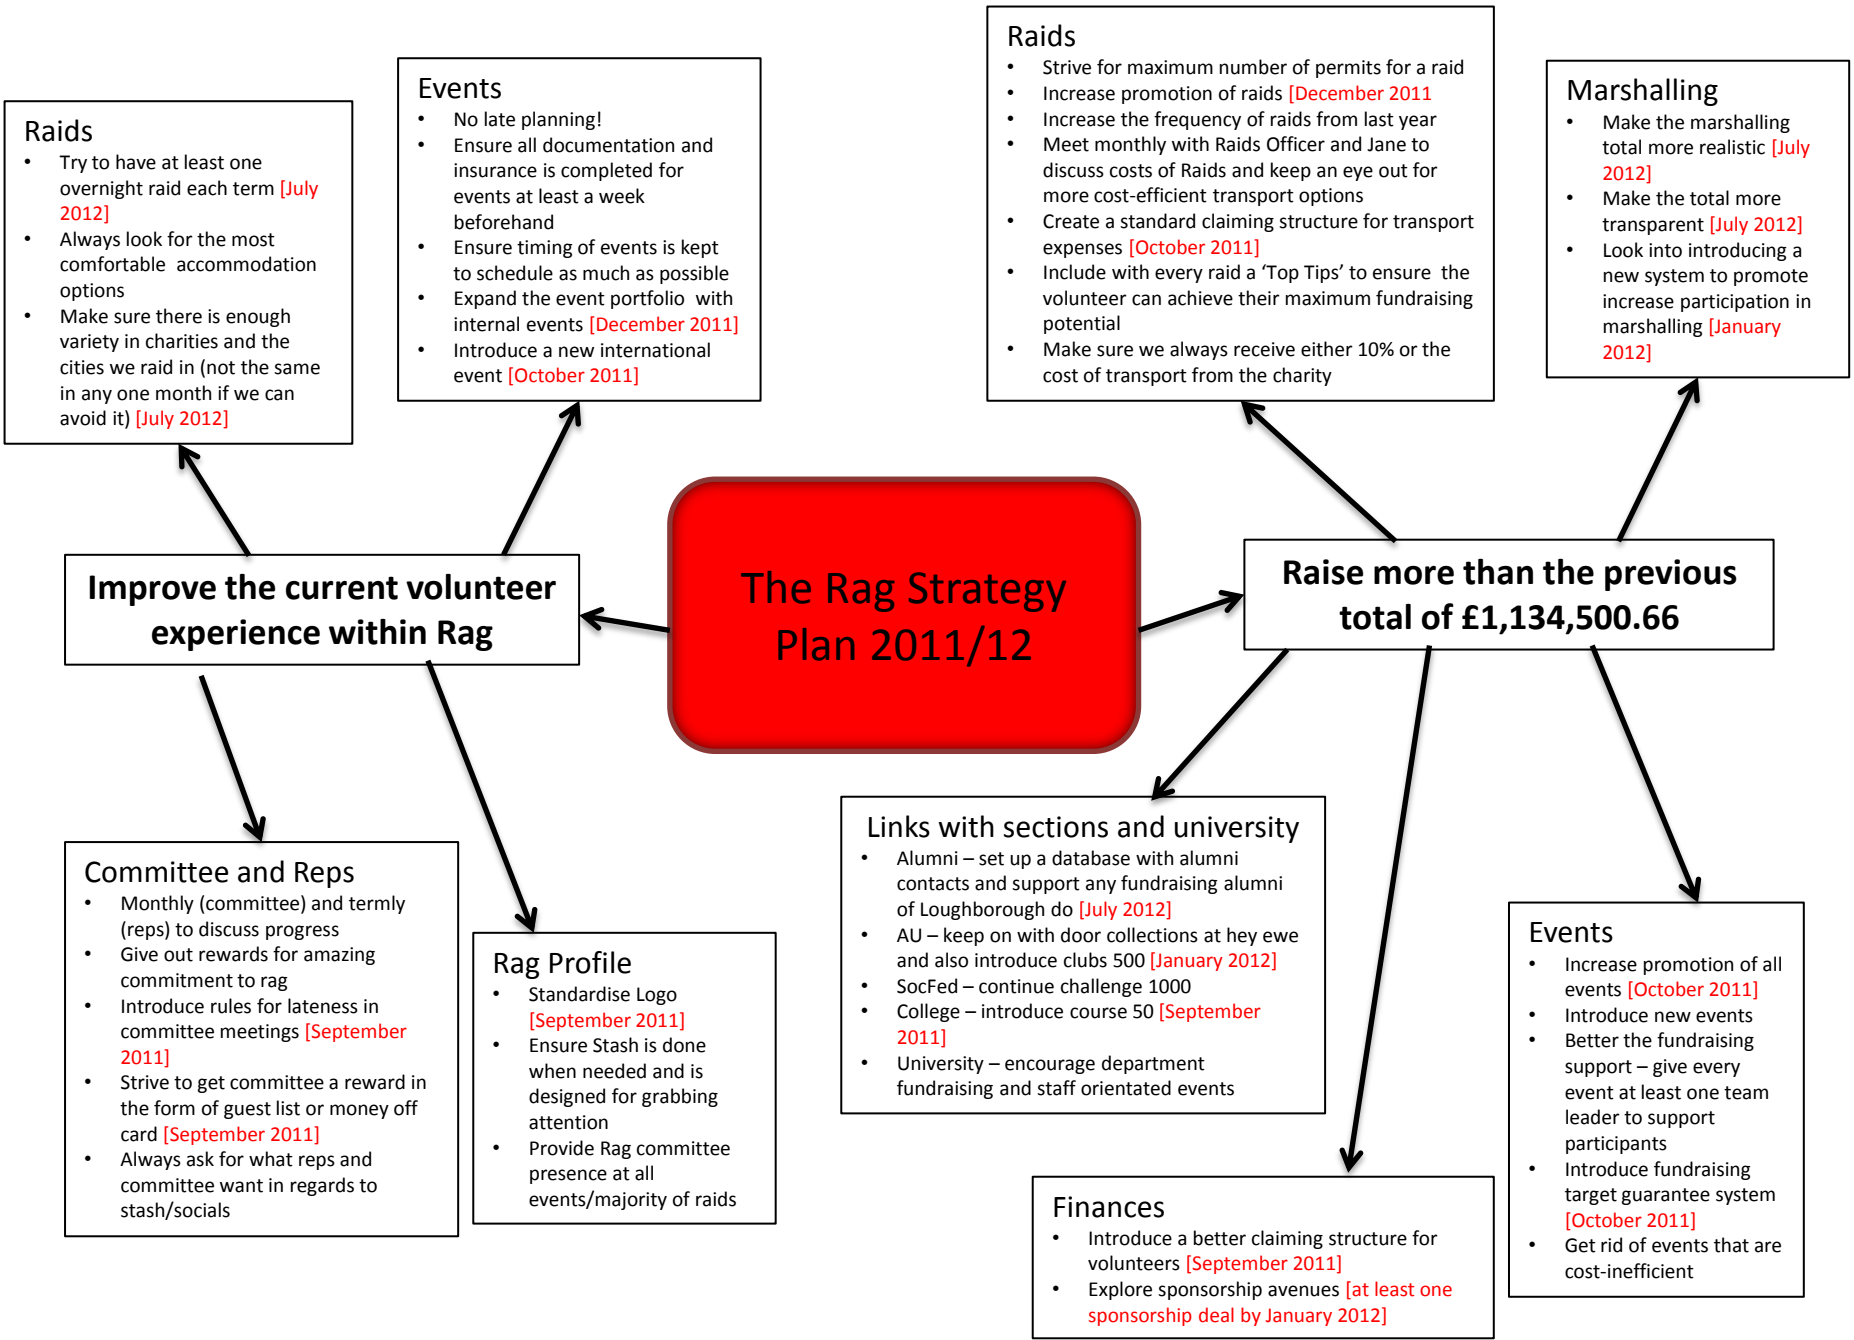 Raids
• Try to have at least one
overnight raid each term [July
2012]
• Always look for the most
comfortable accommodation
options
• Make sure there is enough
variety in charities and the
cities we raid in (not the same
in any one month if we can
avoid it) [July 2012]
Events
• No late planning!
• Ensure all documentation and
insurance is completed for
events at least a week
beforehand
• Ensure timing of events is kept
to schedule as much as possible
• Expand the event portfolio with
internal events [December 2011]
• Introduce a new international
event [October 2011]
Raids
• Strive for maximum number of permits for a raid
• Increase promotion of raids [December 2011
• Increase the frequency of raids from last year
• Meet monthly with Raids Officer and Jane to
discuss costs of Raids and keep an eye out for
more cost-efficient transport options
• Create a standard claiming structure for transport
expenses [October 2011]
• Include with every raid a ‘Top Tips’ to ensure the
volunteer can achieve their maximum fundraising
potential
• Make sure we always receive either 10% or the
cost of transport from the charity
Marshalling
• Make the marshalling
total more realistic [July
2012]
• Make the total more
transparent [July 2012]
• Look into introducing a
new system to promote
increase participation in
marshalling [January
2012]
Improve the current volunteer
experience within Rag
The Rag Strategy
Plan 2011/12
Raise more than the previous
total of £1,134,500.66
Committee and Reps
• Monthly (committee) and termly
(reps) to discuss progress
• Give out rewards for amazing
commitment to rag
• Introduce rules for lateness in
committee meetings [September
2011]
• Strive to get committee a reward in
the form of guest list or money off
card [September 2011]
• Always ask for what reps and
committee want in regards to
stash/socials
Rag Profile
• Standardise Logo
[September 2011]
• Ensure Stash is done
when needed and is
designed for grabbing
attention
• Provide Rag committee
presence at all
events/majority of raids
Links with sections and university
• Alumni – set up a database with alumni
contacts and support any fundraising alumni
of Loughborough do [July 2012]
• AU – keep on with door collections at hey ewe
and also introduce clubs 500 [January 2012]
• SocFed – continue challenge 1000
• College – introduce course 50 [September
2011]
• University – encourage department
fundraising and staff orientated events
Finances
• Introduce a better claiming structure for
volunteers [September 2011]
• Explore sponsorship avenues [at least one
sponsorship deal by January 2012]
Events
• Increase promotion of all
events [October 2011]
• Introduce new events
• Better the fundraising
support – give every
event at least one team
leader to support
participants
• Introduce fundraising
target guarantee system
[October 2011]
• Get rid of events that are
cost-inefficient